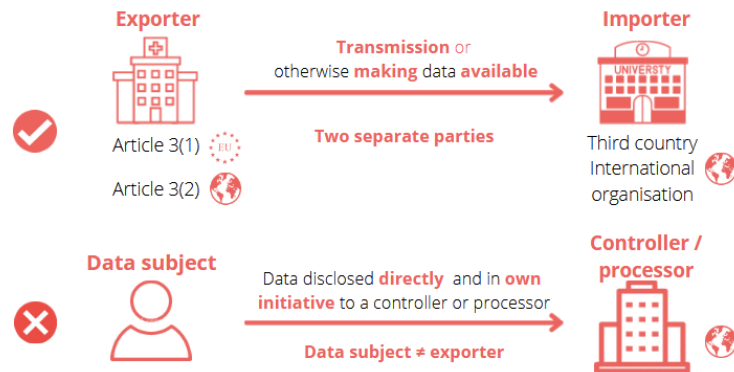 Exporter
Importer
Transmission or
otherwise making data available
UNIVERSTY
Two separate parties
Article 3(1)
EU
Article 3(2)
Third country
International
organisation
Data subject
Controller /
processor
Data disclosed directly and in own
initiative to a controller or processor
Data subject ≠ exporter